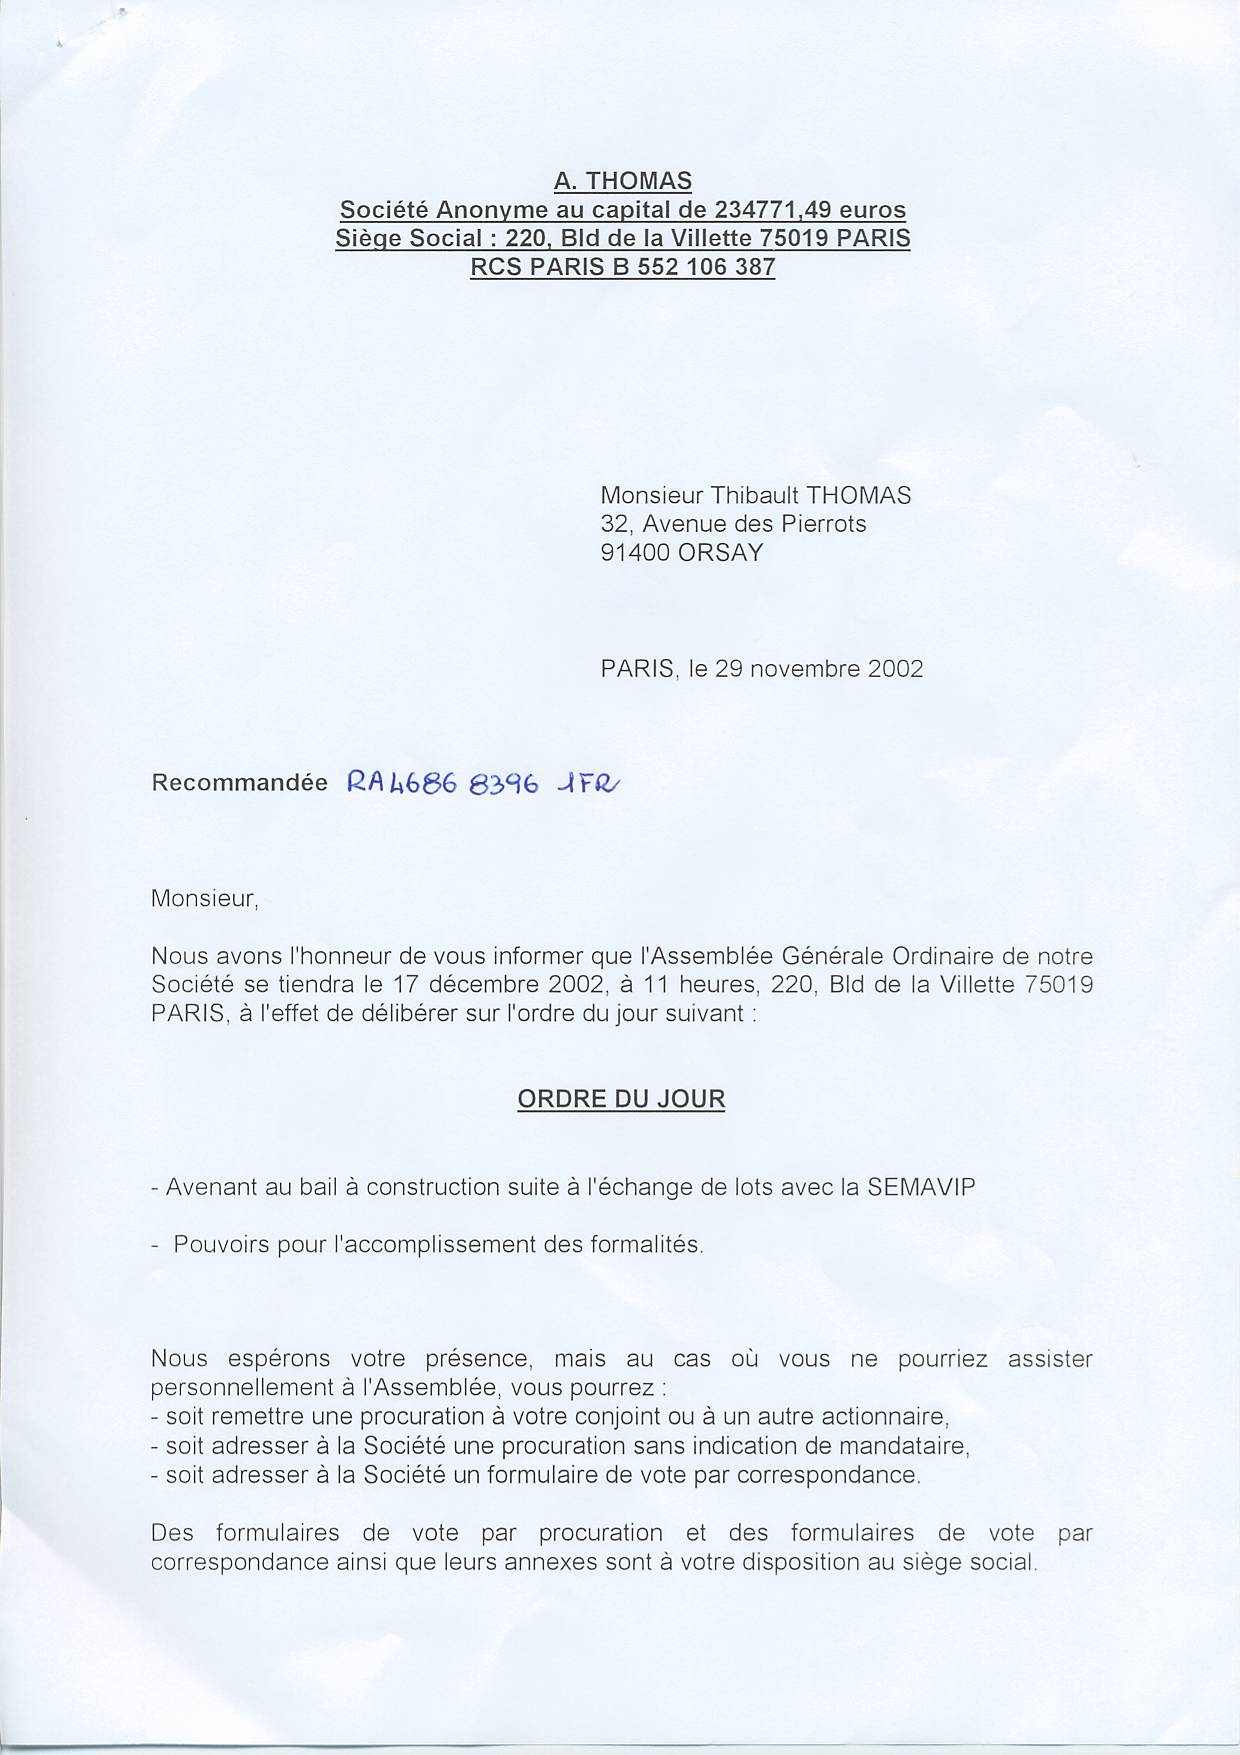 A. THOMAS
Société Anonyme au capital de 234771,49 euros
Siège Social : 220, Bld de la Villette 75019 PARIS
RCS PARIS B 552 106 387
Monsieur Thibault THOMAS
32, Avenue des Pierrots
91400 ORSAY
PARIS, le 29 novembre 2002
Recommandée RA4686 8396 1FR
Monsieur,
Nous avons l'honneur de vous informer que l'Assemblée Générale Ordinaire de notre
Société se tiendra le 17 décembre 2002, à 11 heures, 220, Bld de la Villette 75019
PARIS, à l'effet de délibérer sur l'ordre du jour suivant :
ORDRE DU JOUR
- Avenant au bail à construction suite à l'échange de lots avec la SEMAVIP
- Pouvoirs pour l'accomplissement des formalités.
Nous espérons votre présence, mais au cas où vous ne pourriez assister
personnellement à l'Assemblée, vous pourrez :
- soit remettre une procuration à votre conjoint ou à un autre actionnaire,
- soit adresser à la Société une procuration sans indication de mandataire,
- soit adresser à la Société un formulaire de vote par correspondance.
Des formulaires de vote par procuration et des formulaires de vote par
correspondance ainsi que leurs annexes sont à votre disposition au siège social.